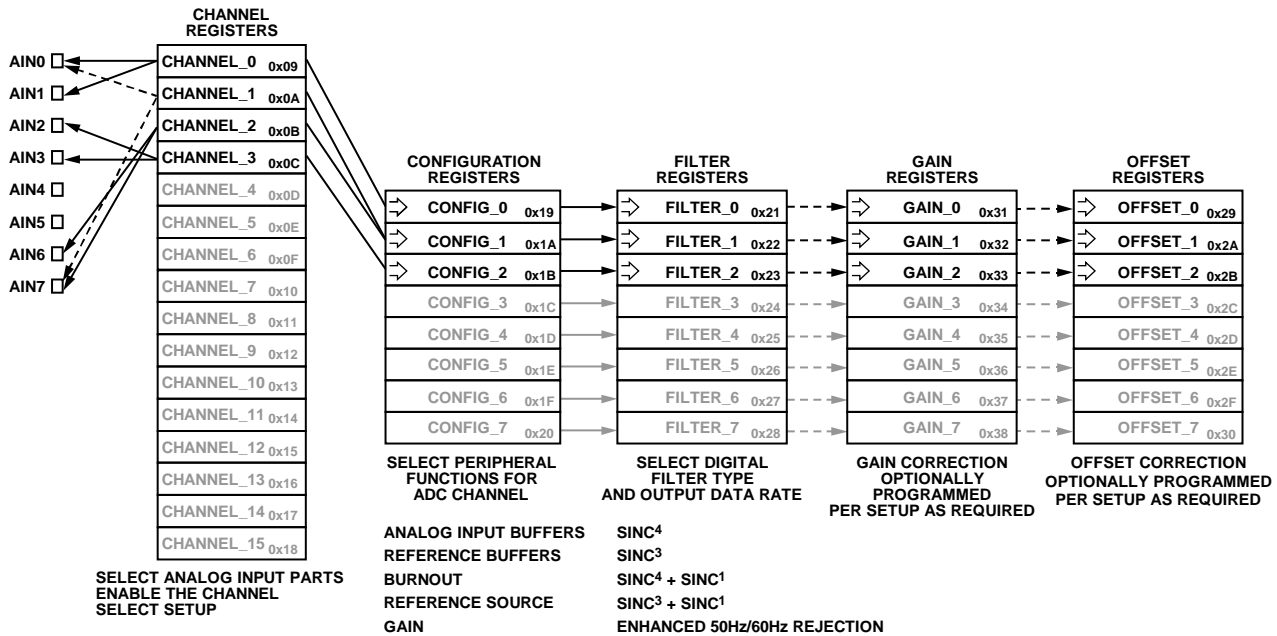 CHANNEL
REGISTERS
AIN0
AIN1
AIN2
AIN3
AIN4
AIN5
AIN6
AIN7
CHANNEL_0 0x09
CHANNEL_1 0x0A
CHANNEL_2 0x0B
CHANNEL_3 0x0C
CHANNEL_4 0x0D
CHANNEL_5 0x0E
CHANNEL_6 0x0F
CHANNEL_7 0x10
CHANNEL_8 0x11
CHANNEL_9 0x12
CHANNEL_10 0x13
CHANNEL_11 0x14
CHANNEL_12 0x15
CHANNEL_13 0x16
CHANNEL_14 0x17
CHANNEL_15 0x18
SELECT ANALOG INPUT PARTS
ENABLE THE CHANNEL
SELECT SETUP
CONFIGURATION
REGISTERS
CONFIG_0 0x19
CONFIG_1 0x1A
CONFIG_2 0x1B
CONFIG_3 0x1C
CONFIG_4 0x1D
CONFIG_5 0x1E
CONFIG_6 0x1F
CONFIG_7 0x20
SELECT PERIPHERAL
FUNCTIONS FOR
ADC CHANNEL
ANALOG INPUT BUFFERS
REFERENCE BUFFERS
BURNOUT
REFERENCE SOURCE
GAIN
FILTER
REGISTERS
FILTER_0 0x21
FILTER_1 0x22
FILTER_2 0x23
FILTER_3 0x24
FILTER_4 0x25
FILTER_5 0x26
FILTER_6 0x27
FILTER_7 0x28
SELECT DIGITAL
FILTER TYPE
AND OUTPUT DATA RATE
SINC⁴
SINC³
SINC⁴ + SINC¹
SINC³ + SINC¹
ENHANCED 50Hz/60Hz REJECTION
GAIN
REGISTERS
GAIN_0 0x31
GAIN_1 0x32
GAIN_2 0x33
GAIN_3 0x34
GAIN_4 0x35
GAIN_5 0x36
GAIN_6 0x37
GAIN_7 0x38
GAIN CORRECTION
OPTIONALLY
PROGRAMMED
PER SETUP AS REQUIRED
OFFSET
REGISTERS
OFFSET_0 0x29
OFFSET_1 0x2A
OFFSET_2 0x2B
OFFSET_3 0x2C
OFFSET_4 0x2D
OFFSET_5 0x2E
OFFSET_6 0x2F
OFFSET_7 0x30
OFFSET CORRECTION
OPTIONALLY PROGRAMMED
PER SETUP AS REQUIRED